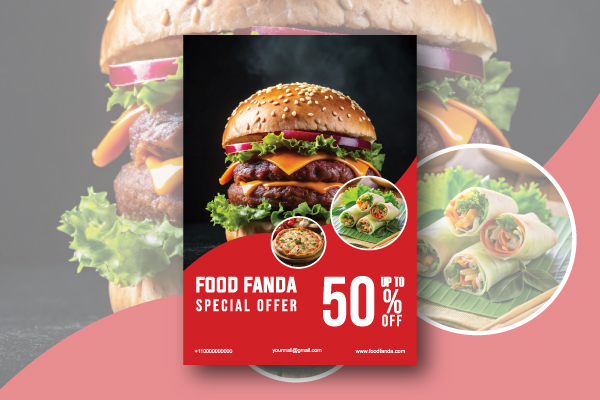 FOOD FANDA
SPECIAL OFFER
50
UP TO
%
OFF
+110000000000
yourmail@gmail.com
www.foodfanda.com